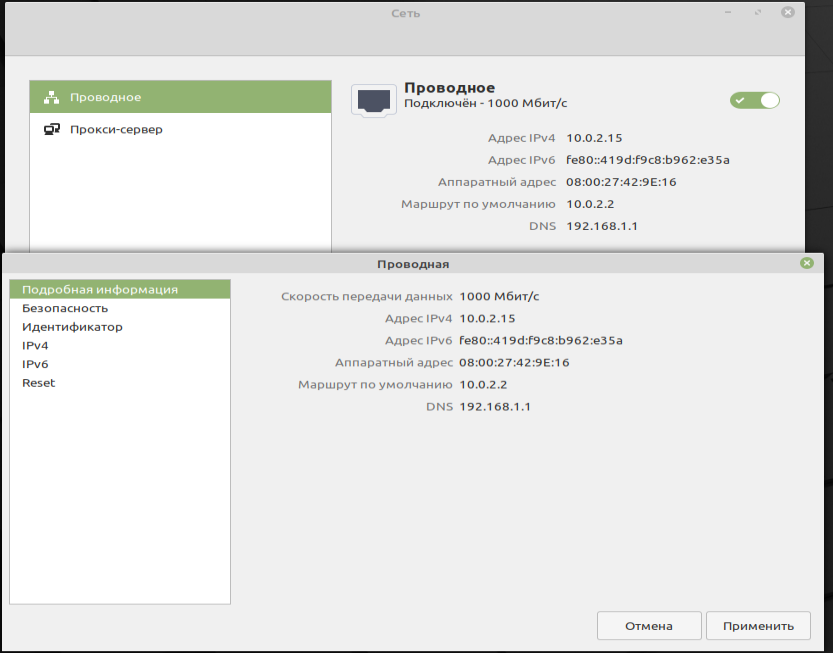 Сеть
Проводное
Прокси-сервер
Проводное
Подключён - 1000 Мбит/с
Адрес IPv4 10.0.2.15
Адрес IPv6 fe80::419d:f9c8:b962:e35a
Аппаратный адрес 08:00:27:42:9E:16
Маршрут по умолчанию 10.0.2.2
DNS 192.168.1.1
Проводная
Подробная информация
Безопасность
Идентификатор
IPv4
IPv6
Reset
Скорость передачи данных 1000 Мбит/с
Адрес IPv4 10.0.2.15
Адрес IPv6 fe80::419d:f9c8:b962:e35a
Аппаратный адрес 08:00:27:42:9E:16
Маршрут по умолчанию 10.0.2.2
DNS 192.168.1.1
Отмена
Применить